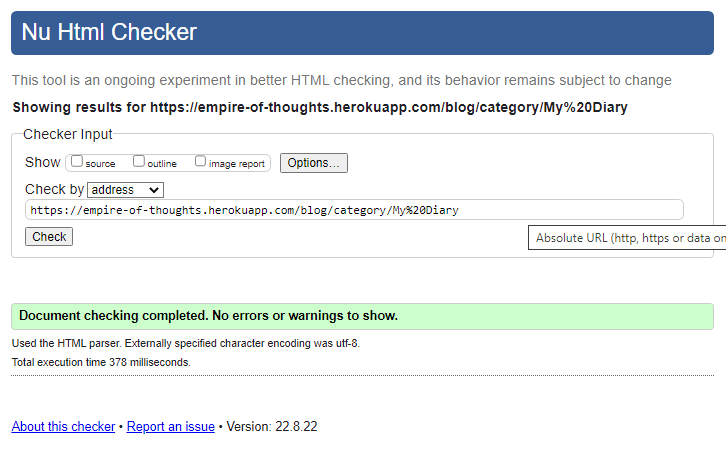 Nu Html Checker
This tool is an ongoing experiment in better HTML checking, and its behavior remains subject to change
Showing results for https://empire-of-thoughts.herokuapp.com/blog/category/My%20Diary
Checker Input
Show source outline image report Options...
Check by address
https://empire-of-thoughts.herokuapp.com/blog/category/My%20Diary
Check
Absolute URL (http, https or data on
Document checking completed. No errors or warnings to show.
Used the HTML parser. Externally specified character encoding was utf-8.
Total execution time 378 milliseconds.
About this checker • Report an issue • Version: 22.8.22